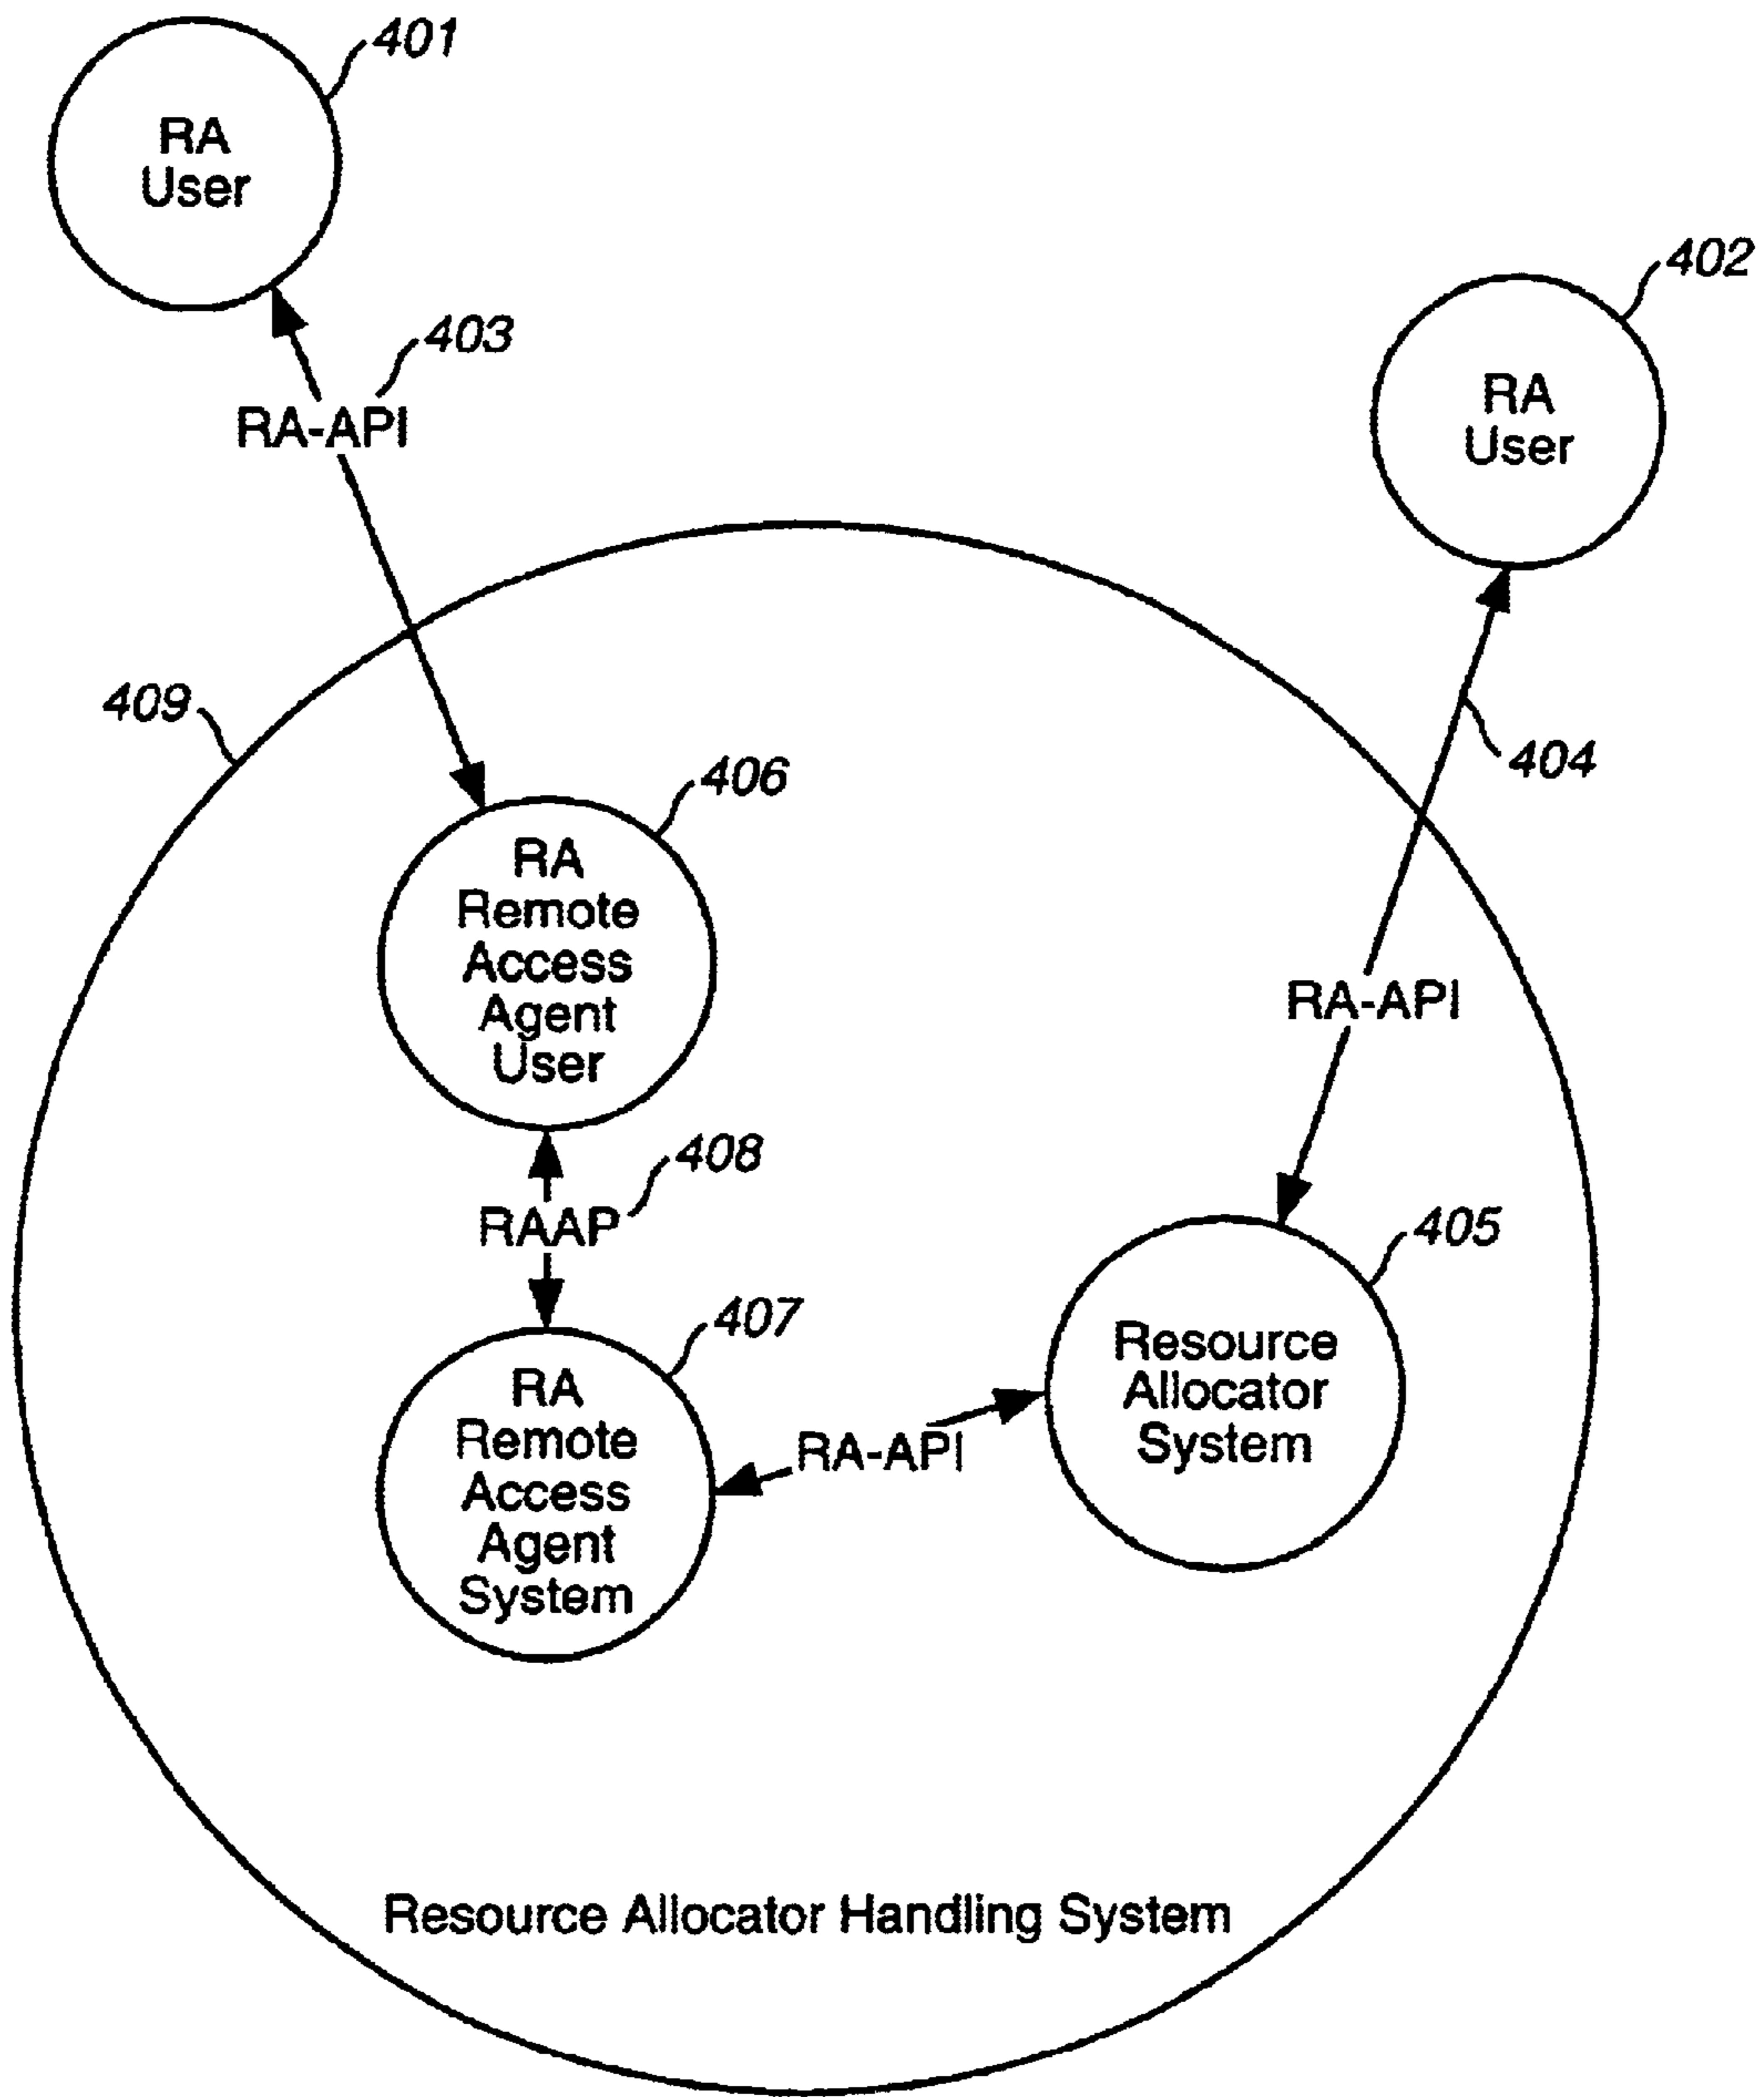 401
RA
User
403
RA-API
402
RA
User
409
404
406
RA
Remote
Access
Agent
User
RA-API
408
RAAP
405
Resource
Allocator
System
407
RA
Remote
Access
Agent
System
RA-API
Resource Allocator Handling System